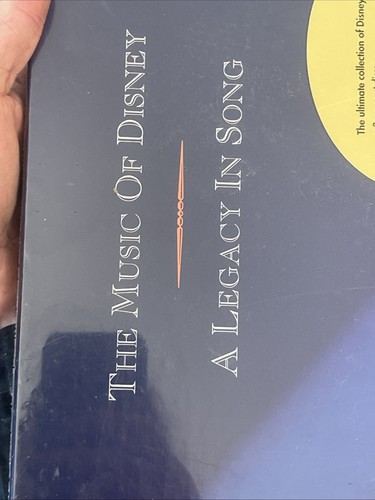 THE MUSIC OF DISNEY
A LEGACY IN SONG
The ultimate collection of Disney